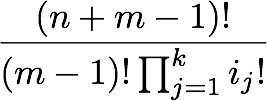 (n + m − 1)!
(m − 1)! ∏_{j=1}^{k} i_j!